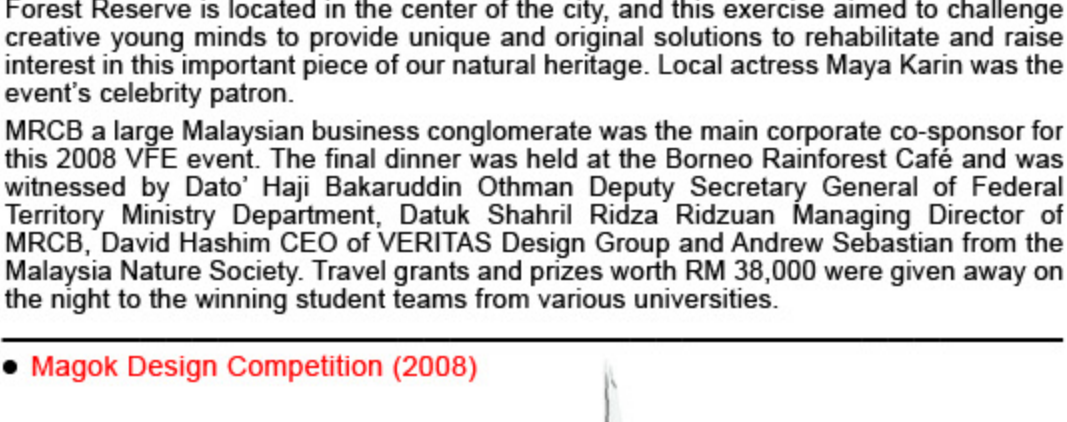 Forest Reserve is located in the center of the city, and this exercise aimed to challenge
creative young minds to provide unique and original solutions to rehabilitate and raise
interest in this important piece of our natural heritage. Local actress Maya Karin was the
event's celebrity patron.
MRCB a large Malaysian business conglomerate was the main corporate co-sponsor for
this 2008 VFE event. The final dinner was held at the Borneo Rainforest Café and was
witnessed by Dato' Haji Bakaruddin Othman Deputy Secretary General of Federal
Territory Ministry Department, Datuk Shahril Ridza Ridzuan Managing Director of
MRCB, David Hashim CEO of VERITAS Design Group and Andrew Sebastian from the
Malaysia Nature Society. Travel grants and prizes worth RM 38,000 were given away on
the night to the winning student teams from various universities.
• Magok Design Competition (2008)